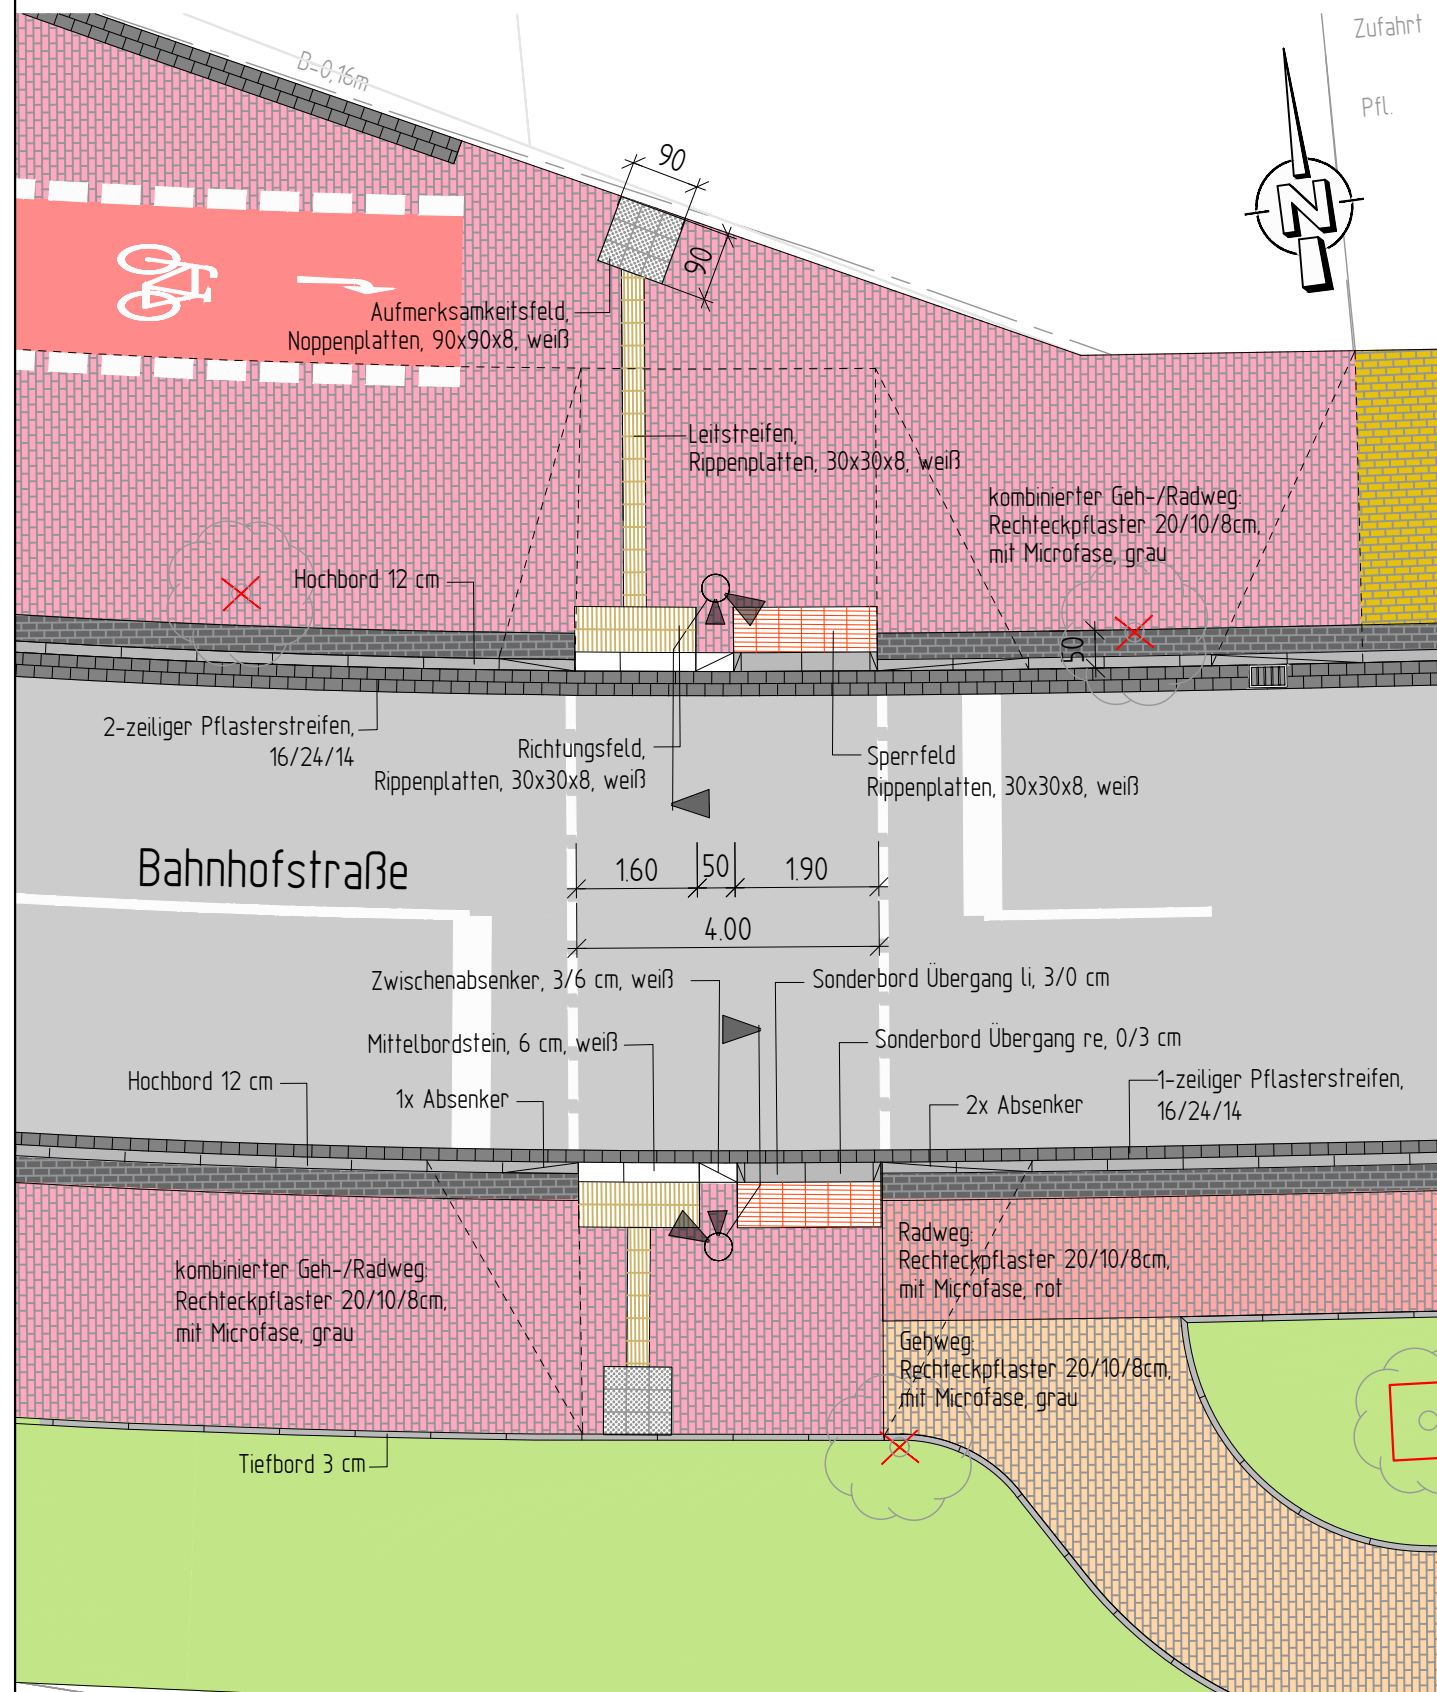 Zufahrt
Pfl.
B=0,16m
90
90
N
Aufmerksamkeitsfeld,
Noppenplatten, 90x90x8, weiß
Leitstreifen,
Rippenplatten, 30x30x8, weiß
kombinierter Geh-/Radweg:
Rechteckpflaster 20/10/8cm,
mit Microfase, grau
Hochbord 12 cm
50
2-zeiliger Pflasterstreifen,
16/24/14
Richtungsfeld,
Rippenplatten, 30x30x8, weiß
Sperrfeld
Rippenplatten, 30x30x8, weiß
Bahnhofstraße
1.60
50
1.90
4.00
Zwischenabsenker, 3/6 cm, weiß
Sonderbord Übergang li, 3/0 cm
Mittelbordstein, 6 cm, weiß
Sonderbord Übergang re, 0/3 cm
Hochbord 12 cm
1x Absenker
2x Absenker
1-zeiliger Pflasterstreifen,
16/24/14
Radweg:
Rechteckpflaster 20/10/8cm,
mit Microfase, rot
kombinierter Geh-/Radweg:
Rechteckpflaster 20/10/8cm,
mit Microfase, grau
Gehweg:
Rechteckpflaster 20/10/8cm,
mit Microfase, grau
Tiefbord 3 cm